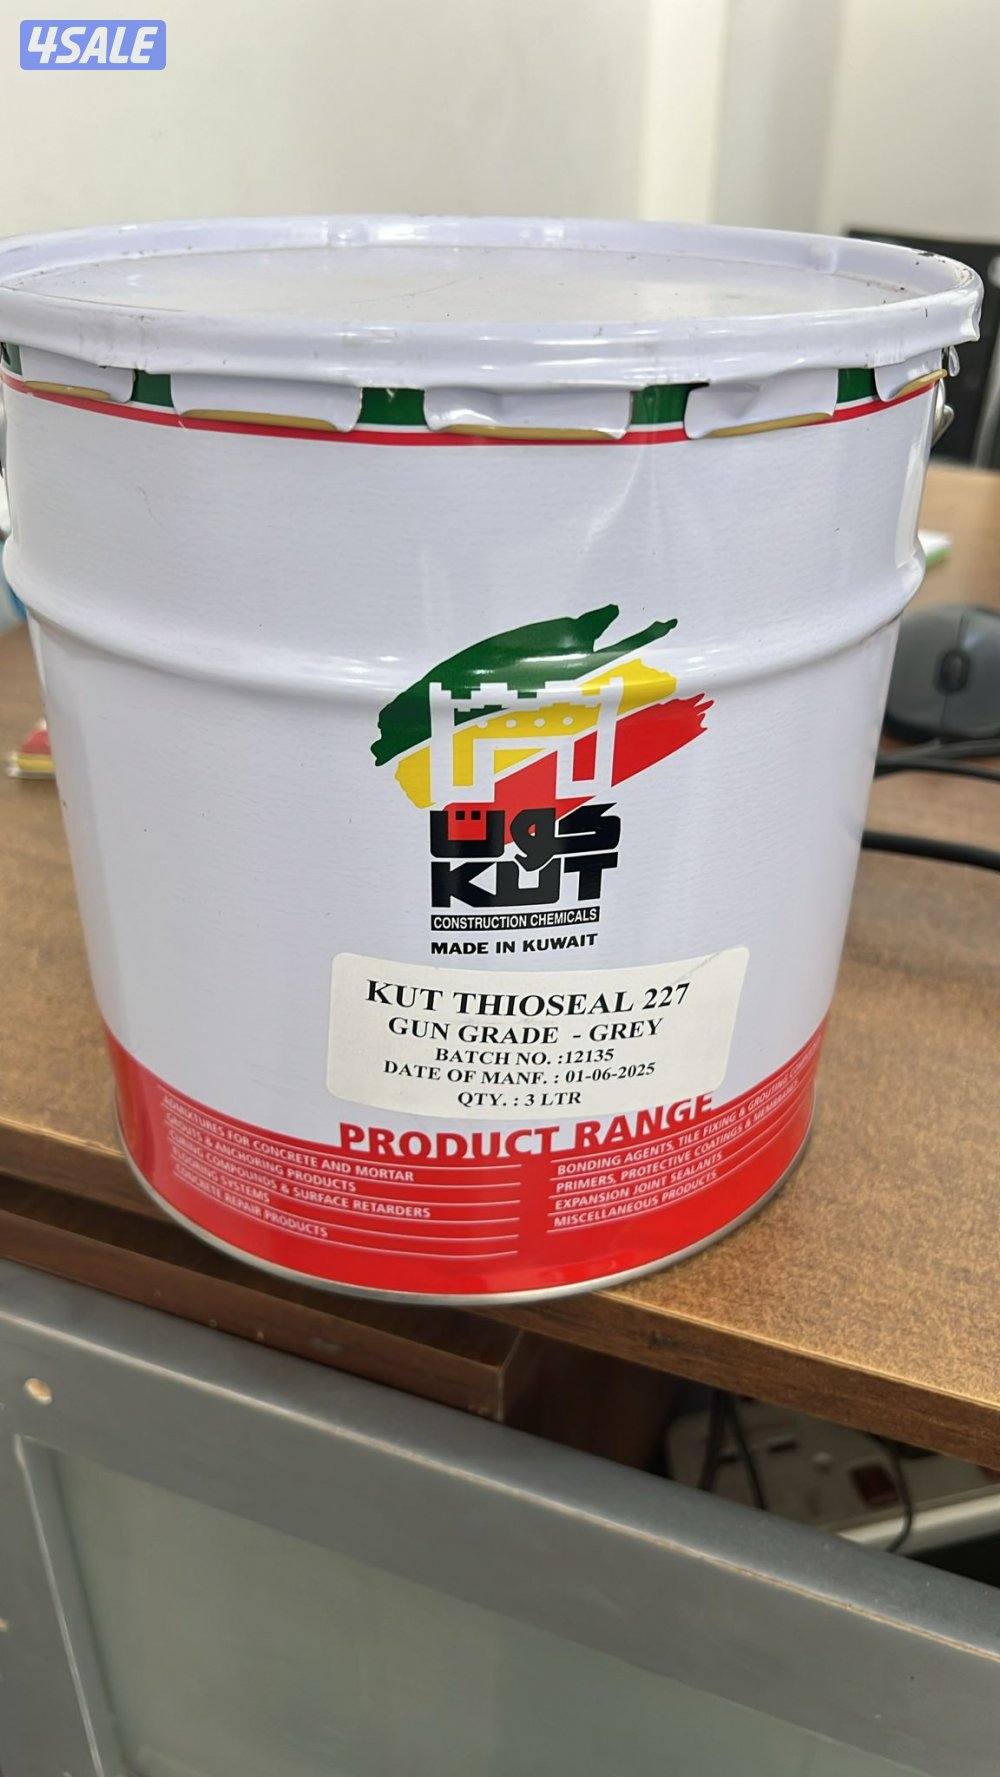 4SALE
كوت
KUT
CONSTRUCTION CHEMICALS
MADE IN KUWAIT
KUT THIOSEAL 227
GUN GRADE - GREY
BATCH NO. :12135
DATE OF MANF. : 01-06-2025
QTY. : 3 LTR
PRODUCT RANGE
ADMIXTURES FOR CONCRETE AND MORTAR
GROUTS & ANCHORING PRODUCTS
CURING COMPOUNDS & SURFACE RETARDERS
FLOORING SYSTEMS
CONCRETE REPAIR PRODUCTS
BONDING AGENTS, TILE FIXING & GROUTING COMPOUNDS
PRIMERS, PROTECTIVE COATINGS & MEMBRANES
EXPANSION JOINT SEALANTS
MISCELLANEOUS PRODUCTS